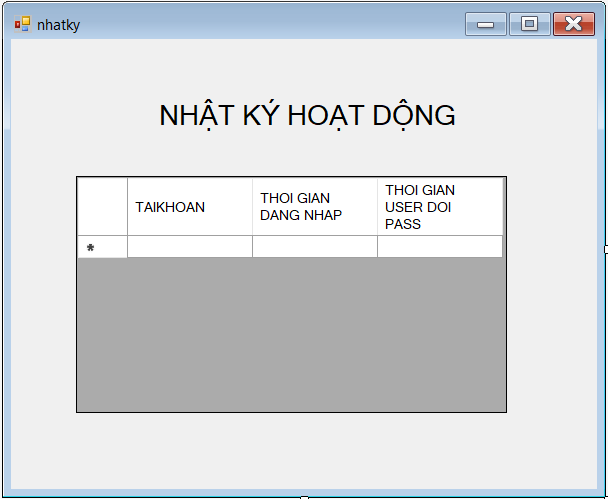 nhatky
NHẬT KÝ HOẠT DỘNG
TAIKHOAN
THOI GIAN
DANG NHAP
THOI GIAN
USER DOI
PASS
*